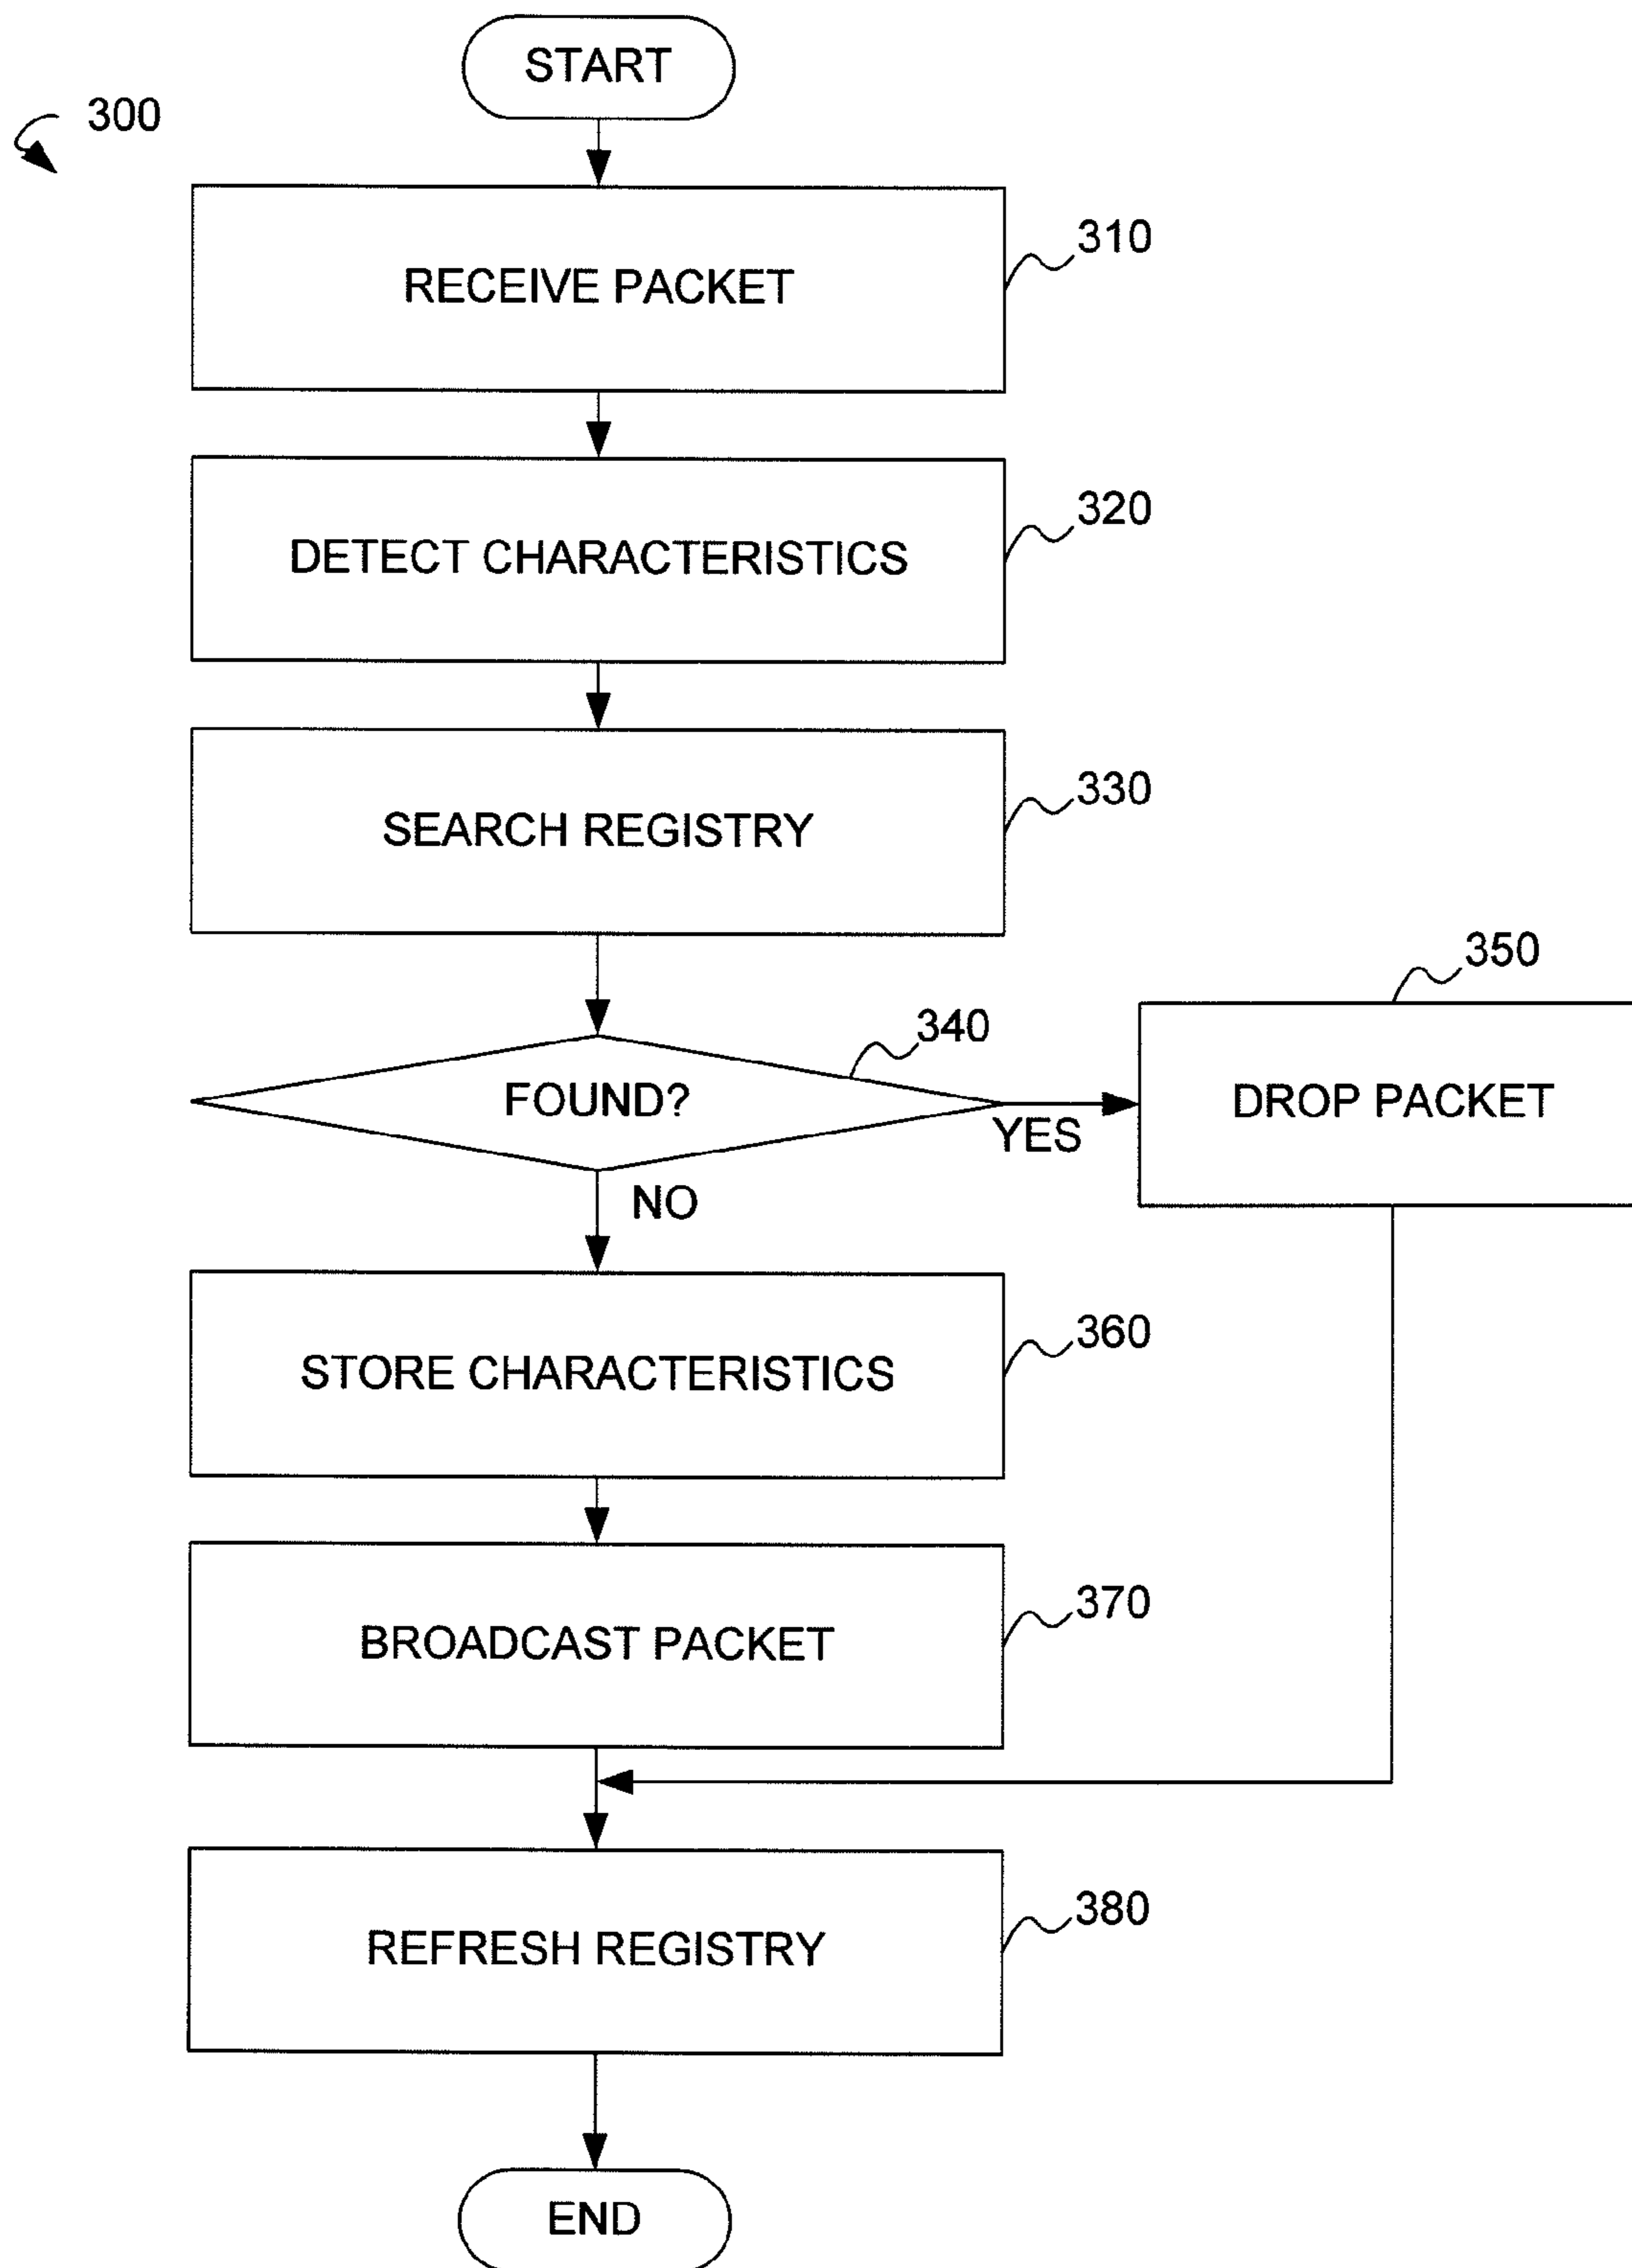 START
300
310
RECEIVE PACKET
320
DETECT CHARACTERISTICS
330
SEARCH REGISTRY
350
340
FOUND?
DROP PACKET
YES
NO
360
STORE CHARACTERISTICS
370
BROADCAST PACKET
380
REFRESH REGISTRY
END